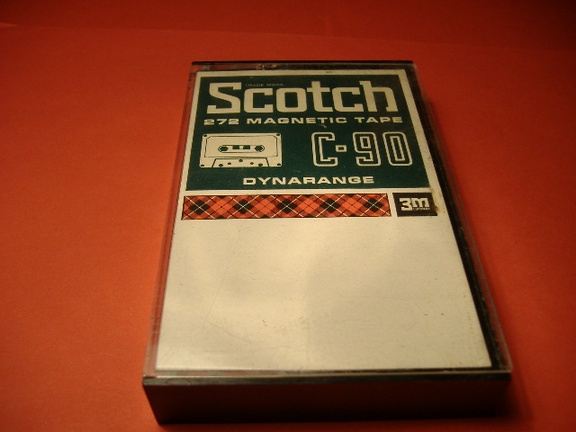 Scotch
272 MAGNETIC TAPE
C-90
DYNARANGE
3m